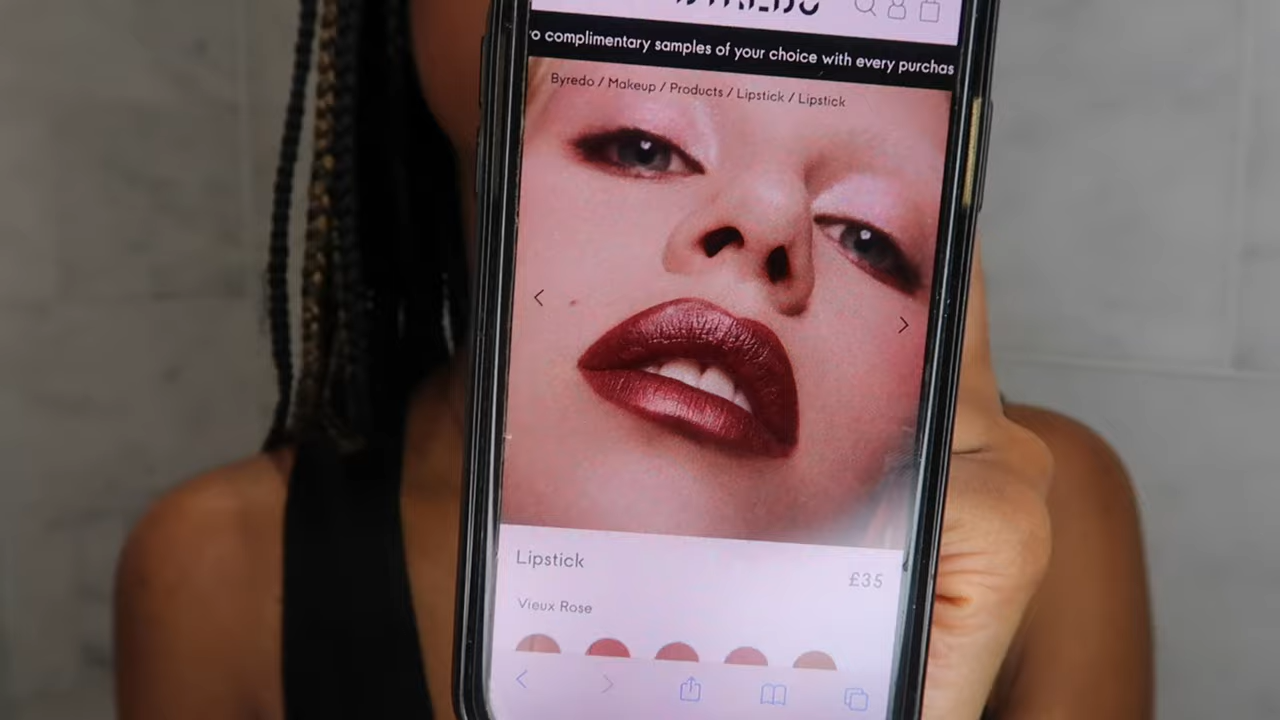 complimentary samples of your choice with every purchas
Byredo / Makeup / Products / Lipstick / Lipstick
Lipstick
£35
Vieux Rose